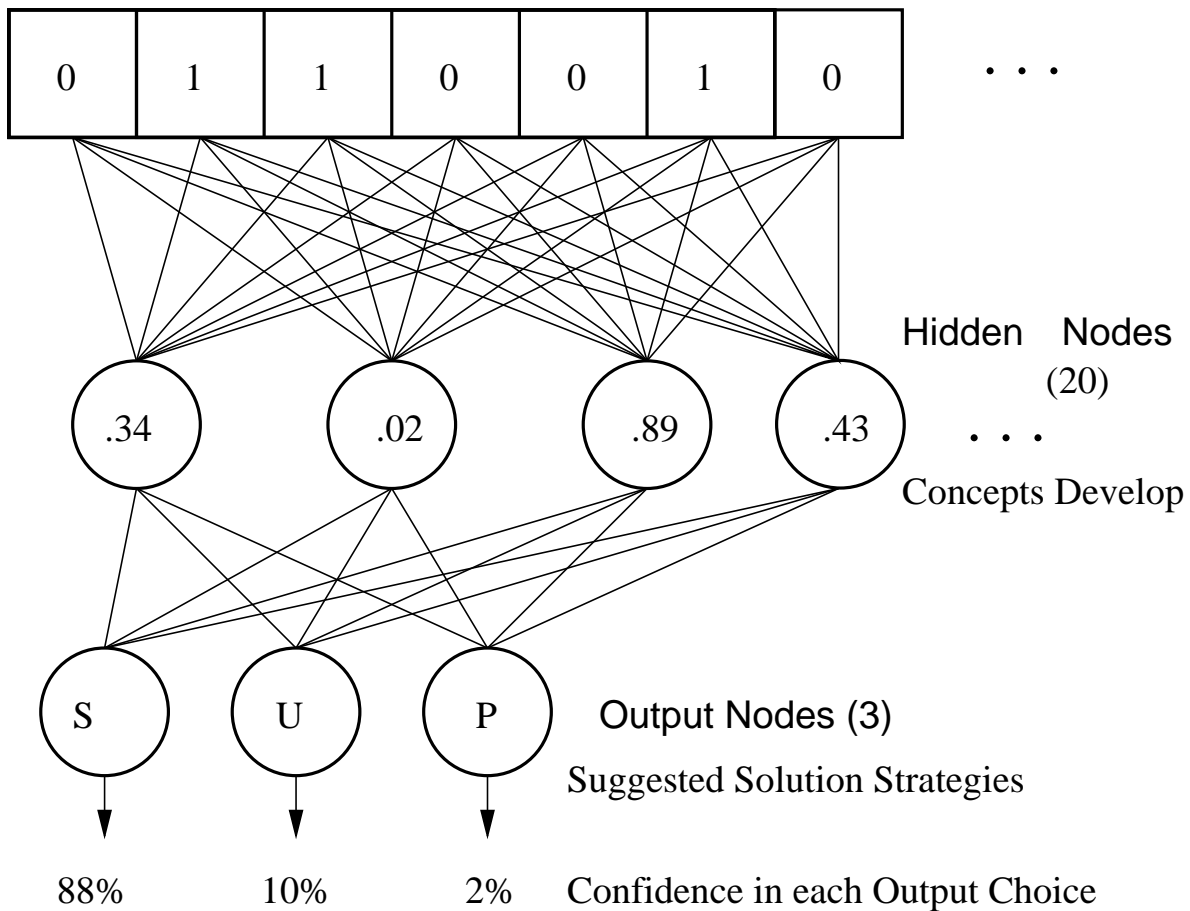 0 1 1 0 0 1 0 . . .
Hidden Nodes
(20)
.34 .02 .89 .43 . . .
Concepts Develop
S U P Output Nodes (3)
Suggested Solution Strategies
88% 10% 2% Confidence in each Output Choice